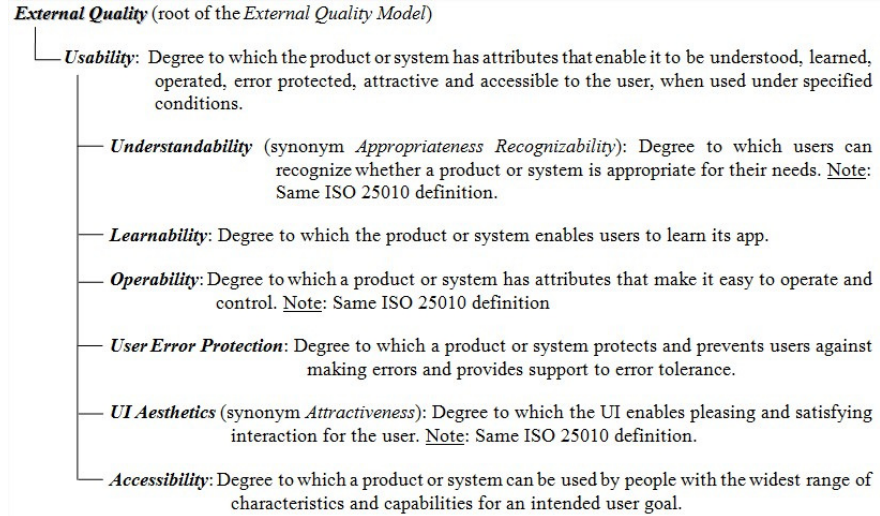 External Quality (root of the External Quality Model)
Usability: Degree to which the product or system has attributes that enable it to be understood, learned,
operated, error protected, attractive and accessible to the user, when used under specified
conditions.
Understandability (synonym Appropriateness Recognizability): Degree to which users can
recognize whether a product or system is appropriate for their needs. Note:
Same ISO 25010 definition.
Learnability: Degree to which the product or system enables users to learn its app.
Operability: Degree to which a product or system has attributes that make it easy to operate and
control. Note: Same ISO 25010 definition
User Error Protection: Degree to which a product or system protects and prevents users against
making errors and provides support to error tolerance.
UI Aesthetics (synonym Attractiveness): Degree to which the UI enables pleasing and satisfying
interaction for the user. Note: Same ISO 25010 definition.
Accessibility: Degree to which a product or system can be used by people with the widest range of
characteristics and capabilities for an intended user goal.